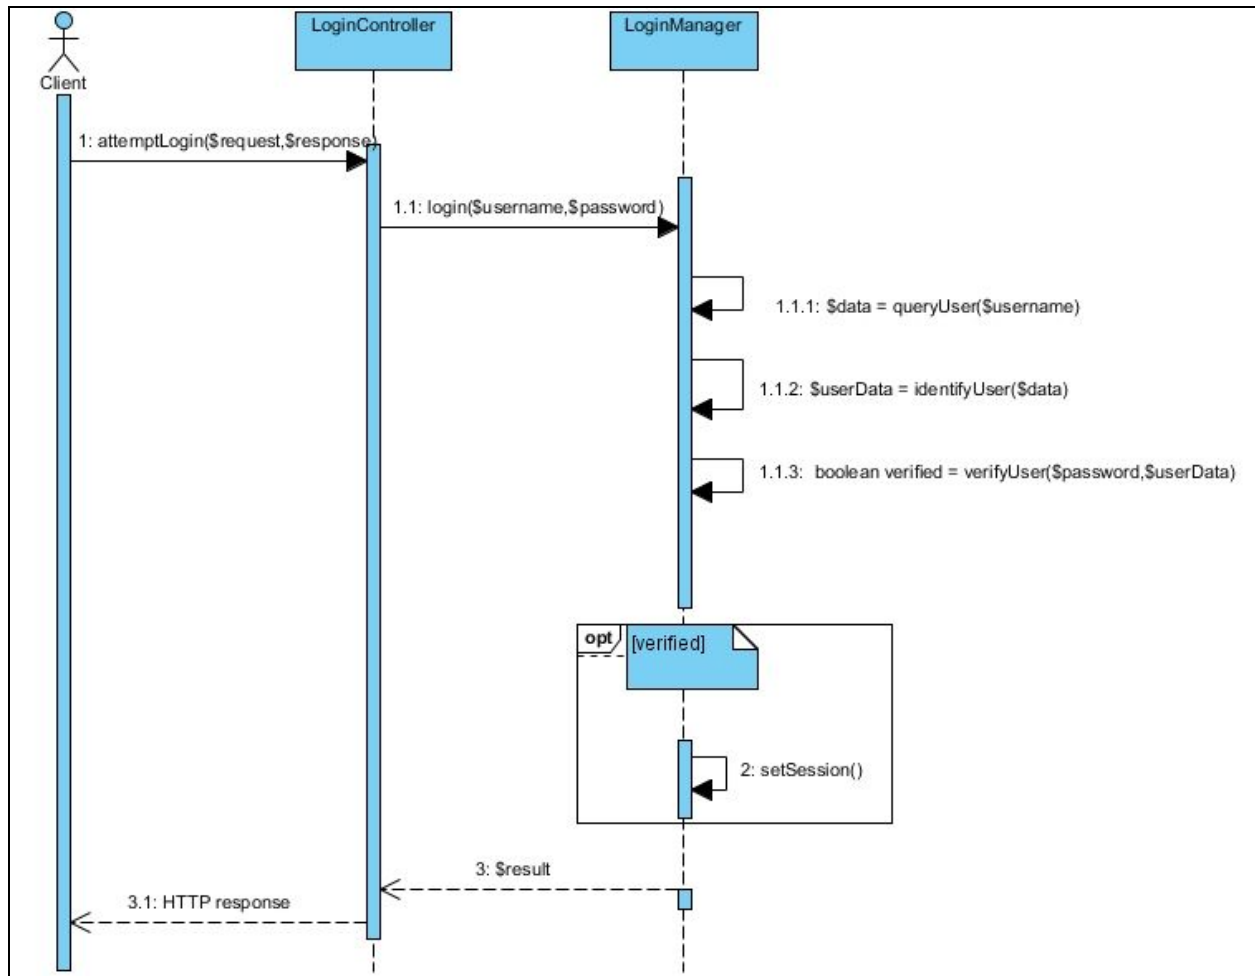 LoginController
LoginManager
Client
1: attemptLogin($request,$response)
1.1: login($username,$password)
1.1.1: $data = queryUser($username)
1.1.2: $userData = identifyUser($data)
1.1.3: boolean verified = verifyUser($password,$userData)
opt
[verified]
2: setSession()
3: $result
3.1: HTTP response